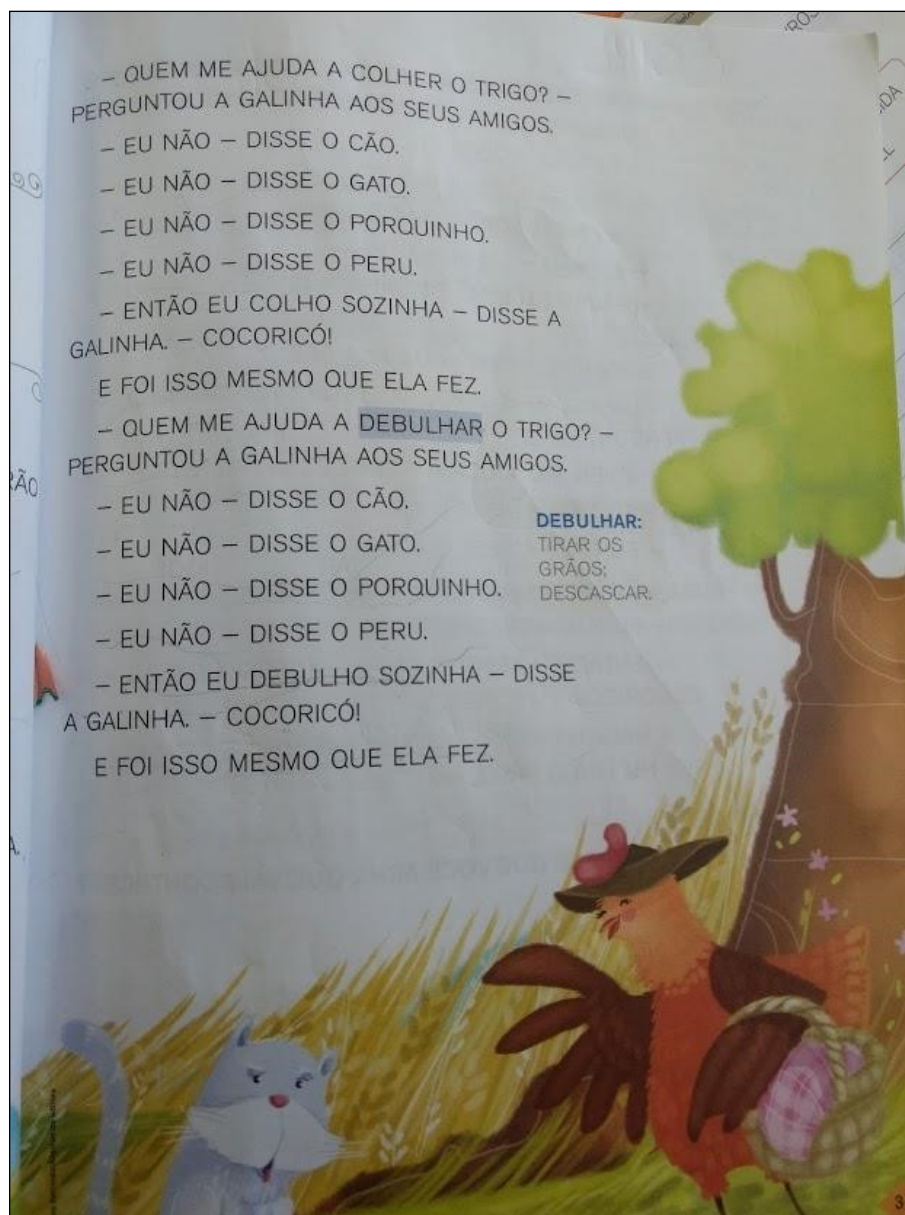 – QUEM ME AJUDA A COLHER O TRIGO? –
PERGUNTOU A GALINHA AOS SEUS AMIGOS.
– EU NÃO – DISSE O CÃO.
– EU NÃO – DISSE O GATO.
– EU NÃO – DISSE O PORQUINHO.
– EU NÃO – DISSE O PERU.
– ENTÃO EU COLHO SOZINHA – DISSE A
GALINHA. – COCORICÓ!
E FOI ISSO MESMO QUE ELA FEZ.
– QUEM ME AJUDA A DEBULHAR O TRIGO? –
PERGUNTOU A GALINHA AOS SEUS AMIGOS.
– EU NÃO – DISSE O CÃO.
– EU NÃO – DISSE O GATO.
– EU NÃO – DISSE O PORQUINHO.
– EU NÃO – DISSE O PERU.
– ENTÃO EU DEBULHO SOZINHA – DISSE
A GALINHA. – COCORICÓ!
E FOI ISSO MESMO QUE ELA FEZ.
DEBULHAR:
TIRAR OS
GRÃOS;
DESCASCAR.
3